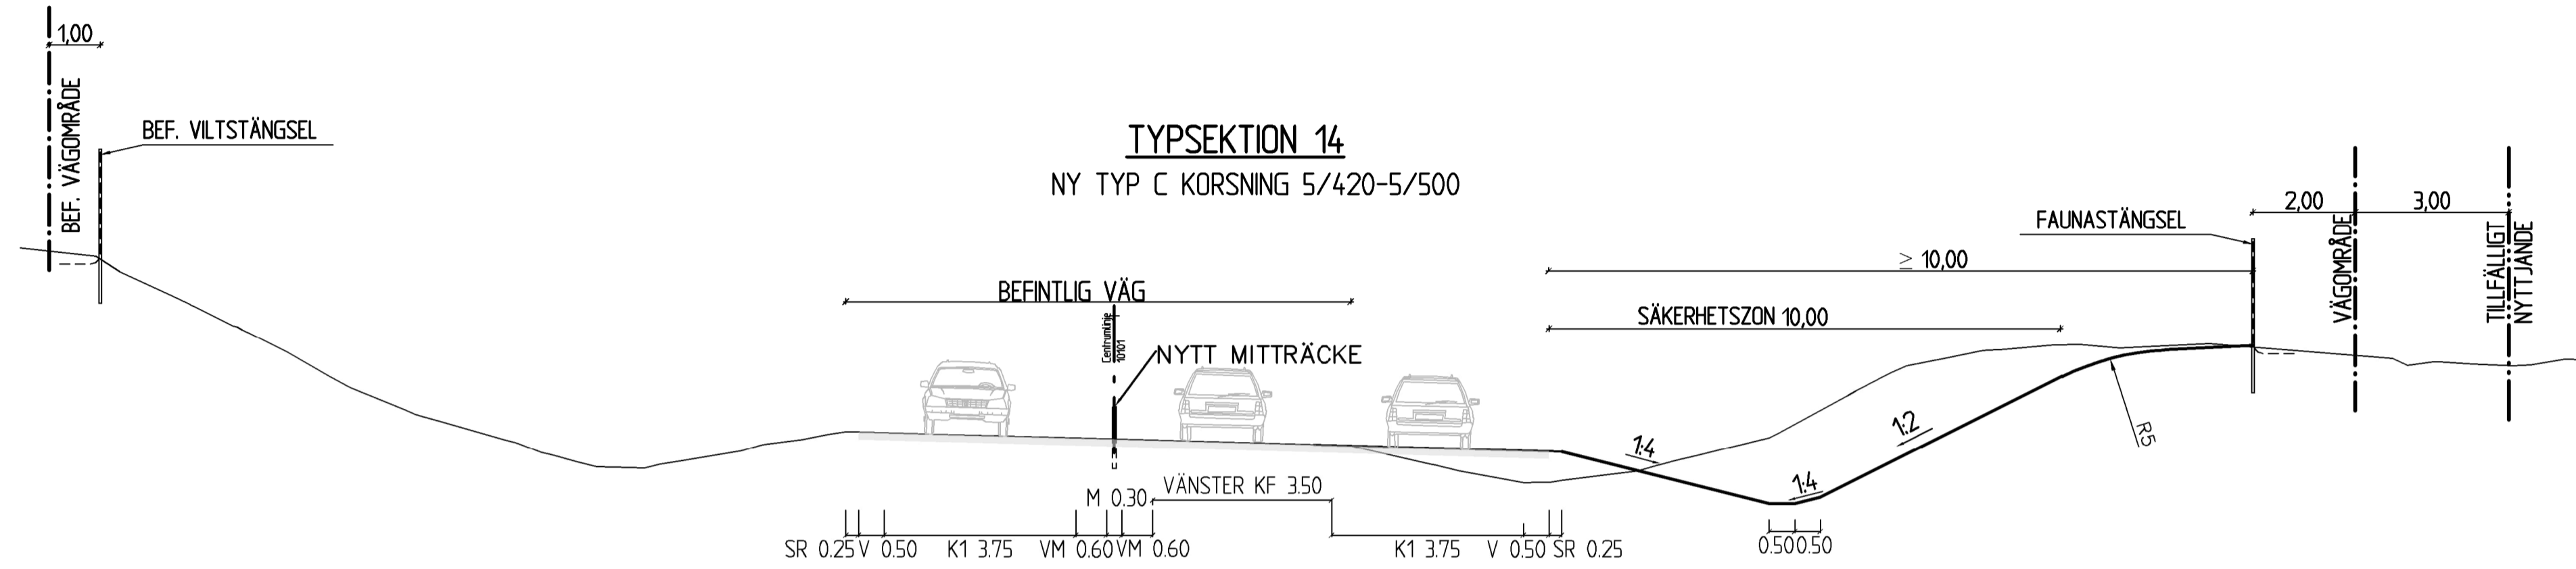 1,00
BEF. VÄGOMRÅDE
BEF. VILTSTÄNGSEL
TYPSEKTION 14
NY TYP C KORSNING 5/420-5/500
BEFINTLIG VÄG
Centrumlinje
10101
NYTT MITTRÄCKE
FAUNASTÄNGSEL
2,00
3,00
VÄGOMRÅDE
TILLFÄLLIGT
NYTTJANDE
≥ 10,00
SÄKERHETSZON 10,00
1:4
1:2
1:4
R5
M 0.30
VÄNSTER KF 3.50
SR 0.25 V 0.50 K1 3.75 VM 0.60 VM 0.60 K1 3.75 V 0.50 SR 0.25 0.50 0.50